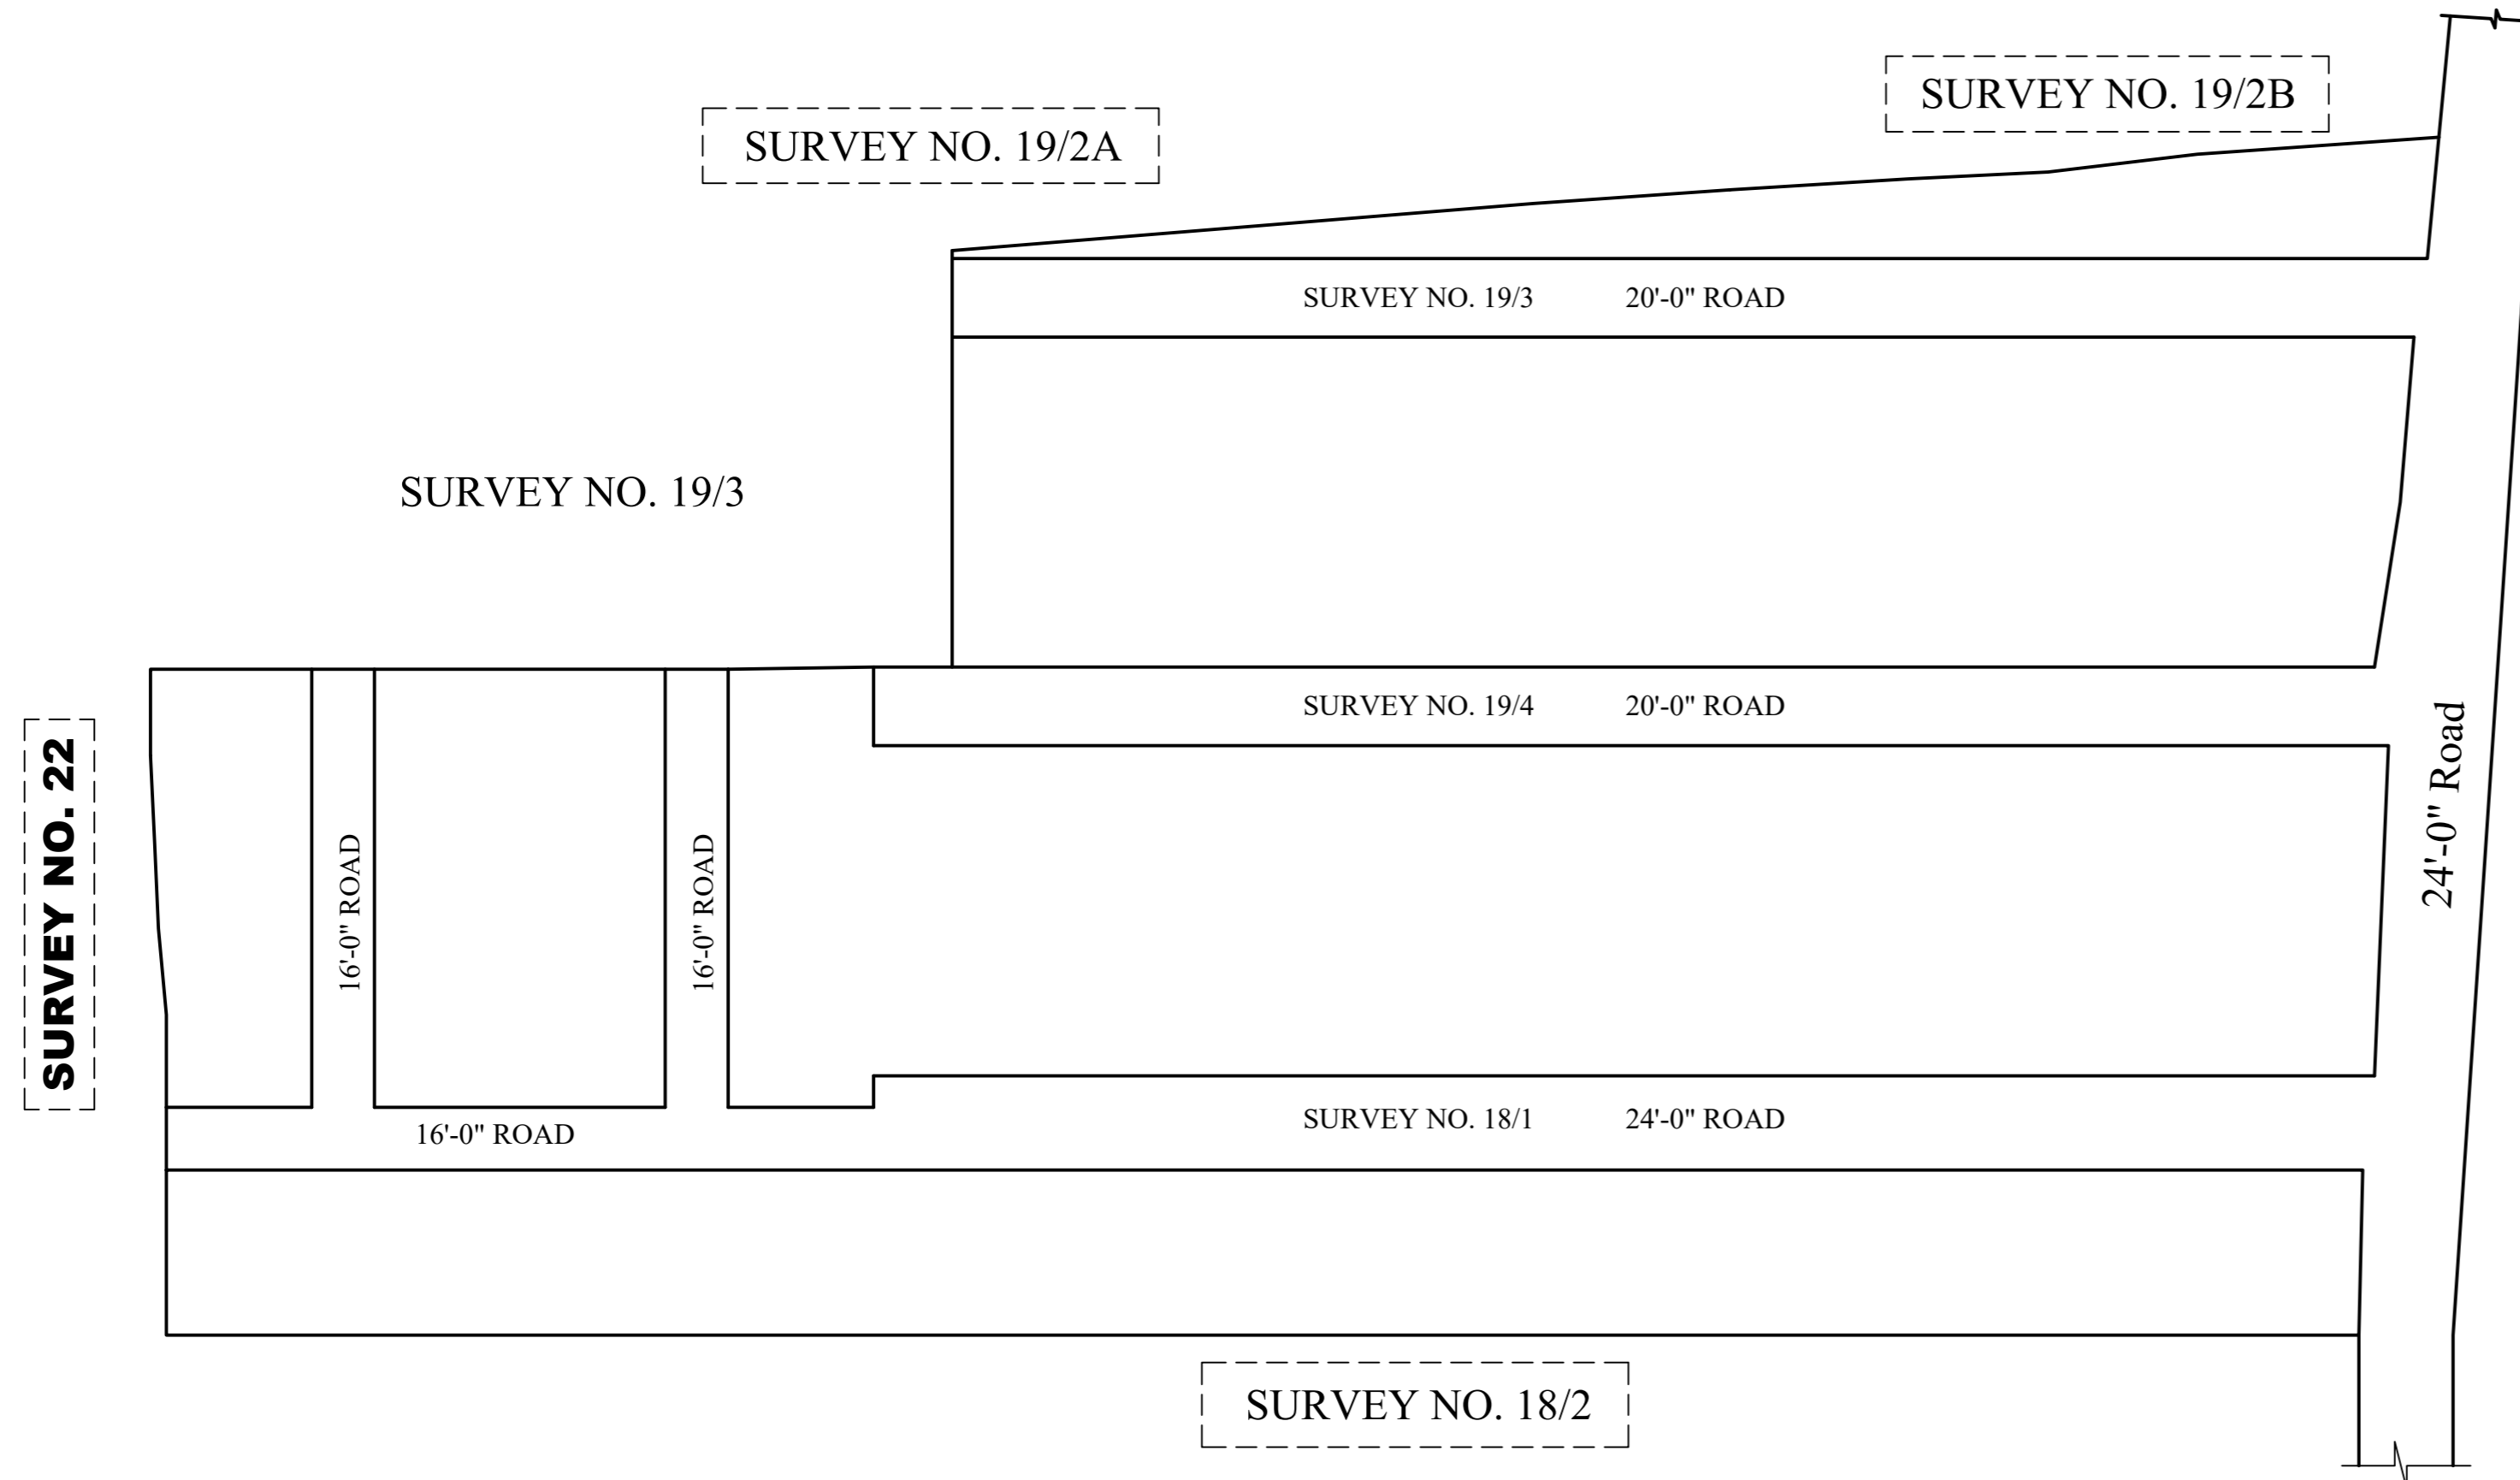 SURVEY NO. 19/2B
SURVEY NO. 19/2A
SURVEY NO. 19/3 20'-0" ROAD
SURVEY NO. 19/3
SURVEY NO. 19/4 20'-0" ROAD
24'-0" Road
SURVEY NO. 22
16'-0" ROAD
16'-0" ROAD
SURVEY NO. 18/1 24'-0" ROAD
16'-0" ROAD
SURVEY NO. 18/2